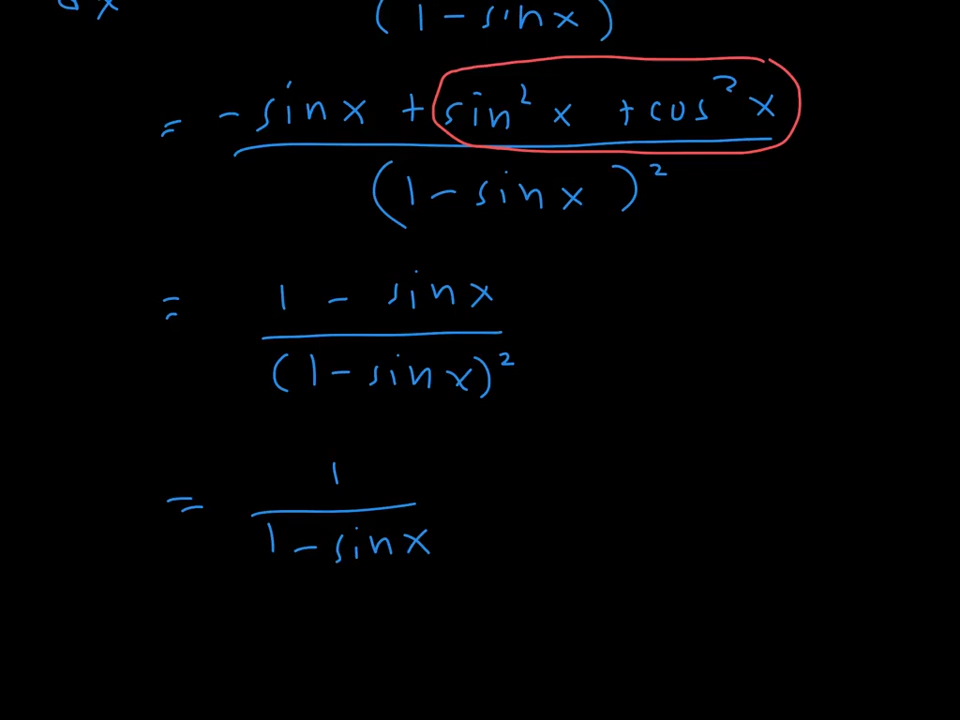 x (1 - sin x)
= - sin x + sin² x + cos² x
(1 - sin x)²
= 1 - sin x
(1 - sin x)²
= 1
1 - sin x